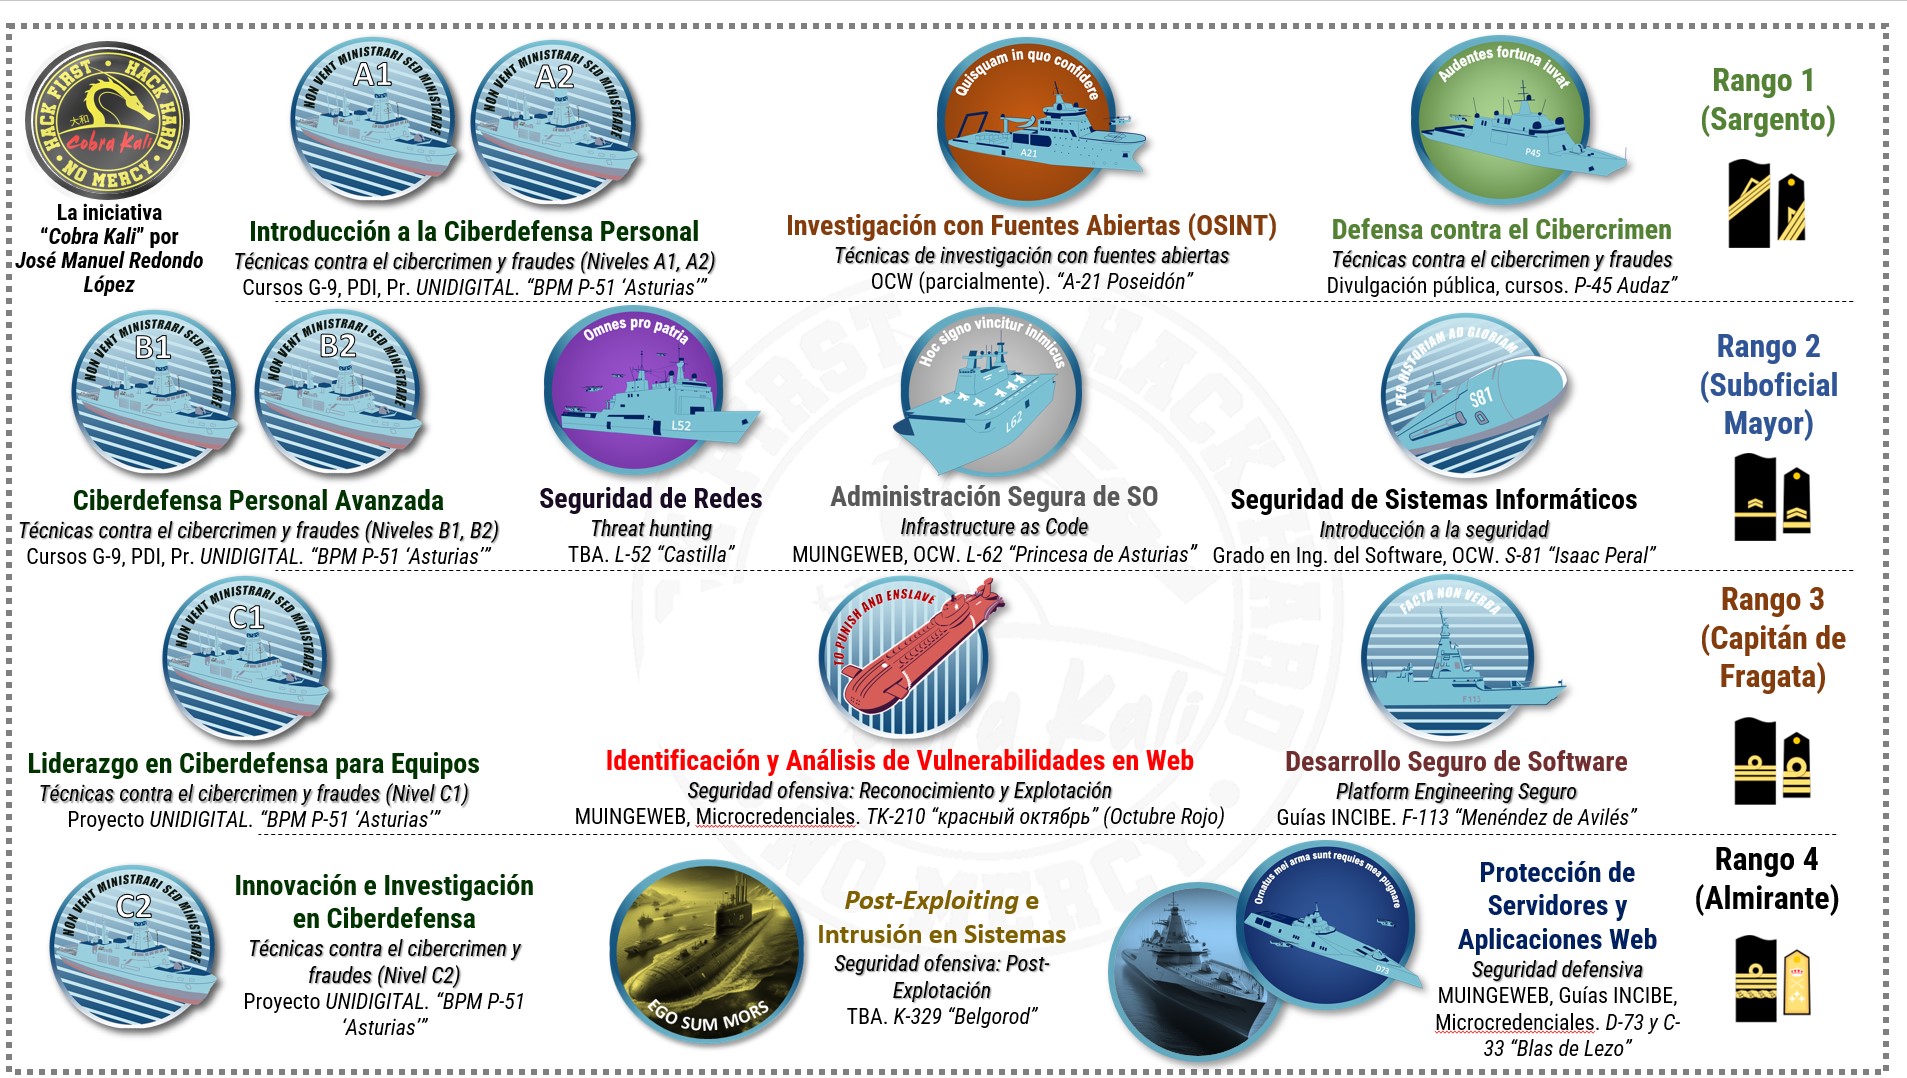 HACK FIRST • HACK HARD • NO MERCY •
大和
Cobra Kali
La iniciativa
“Cobra Kali” por
José Manuel Redondo
López
NON VENT MINISTRARI SED MINISTRARE
A1
NON VENT MINISTRARI SED MINISTRARE
A2
Introducción a la Ciberdefensa Personal
Técnicas contra el cibercrimen y fraudes (Niveles A1, A2)
Cursos G-9, PDI, Pr. UNIDIGITAL. “BPM P-51 ‘Asturias’”
Quisquam in quo confidere
A21
Investigación con Fuentes Abiertas (OSINT)
Técnicas de investigación con fuentes abiertas
OCW (parcialmente). “A-21 Poseidón”
Audentes fortuna iuvat
P45
Defensa contra el Cibercrimen
Técnicas contra el cibercrimen y fraudes
Divulgación pública, cursos. P-45 Audaz”
Rango 1
(Sargento)
NON VENT MINISTRARI SED MINISTRARE
B1
NON VENT MINISTRARI SED MINISTRARE
B2
Ciberdefensa Personal Avanzada
Técnicas contra el cibercrimen y fraudes (Niveles B1, B2)
Cursos G-9, PDI, Pr. UNIDIGITAL. “BPM P-51 ‘Asturias’”
Omnes pro patria
L52
Seguridad de Redes
Threat hunting
TBA. L-52 “Castilla”
Hoc signo vincitur inimicus
L62
Administración Segura de SO
Infrastructure as Code
MUINGEWEB, OCW. L-62 “Princesa de Asturias”
PER HISTORIAM AD GLORIAM
S81
Seguridad de Sistemas Informáticos
Introducción a la seguridad
Grado en Ing. del Software, OCW. S-81 “Isaac Peral”
Rango 2
(Suboficial
Mayor)
NON VENT MINISTRARI SED MINISTRARE
C1
Liderazgo en Ciberdefensa para Equipos
Técnicas contra el cibercrimen y fraudes (Nivel C1)
Proyecto UNIDIGITAL. “BPM P-51 ‘Asturias’”
TO PUNISH AND ENSLAVE
Identificación y Análisis de Vulnerabilidades en Web
Seguridad ofensiva: Reconocimiento y Explotación
MUINGEWEB, Microcredenciales. TK-210 “красный октябрь” (Octubre Rojo)
FACTA NON VERBA
F113
Desarrollo Seguro de Software
Platform Engineering Seguro
Guías INCIBE. F-113 “Menéndez de Avilés”
Rango 3
(Capitán de
Fragata)
NON VENT MINISTRARI SED MINISTRARE
C2
Innovación e Investigación
en Ciberdefensa
Técnicas contra el cibercrimen y
fraudes (Nivel C2)
Proyecto UNIDIGITAL. “BPM P-51
‘Asturias’”
EGO SUM MORS
Post-Exploiting e
Intrusión en Sistemas
Seguridad ofensiva: Post-
Explotación
TBA. K-329 “Belgorod”
Ornatus mei arma sunt requies mea pugnare
D73
Protección de
Servidores y
Aplicaciones Web
Seguridad defensiva
MUINGEWEB, Guías INCIBE,
Microcredenciales. D-73 y C-
33 “Blas de Lezo”
Rango 4
(Almirante)
HACK FIRST • HACK HARD • NO MERCY •
Cobra Kali